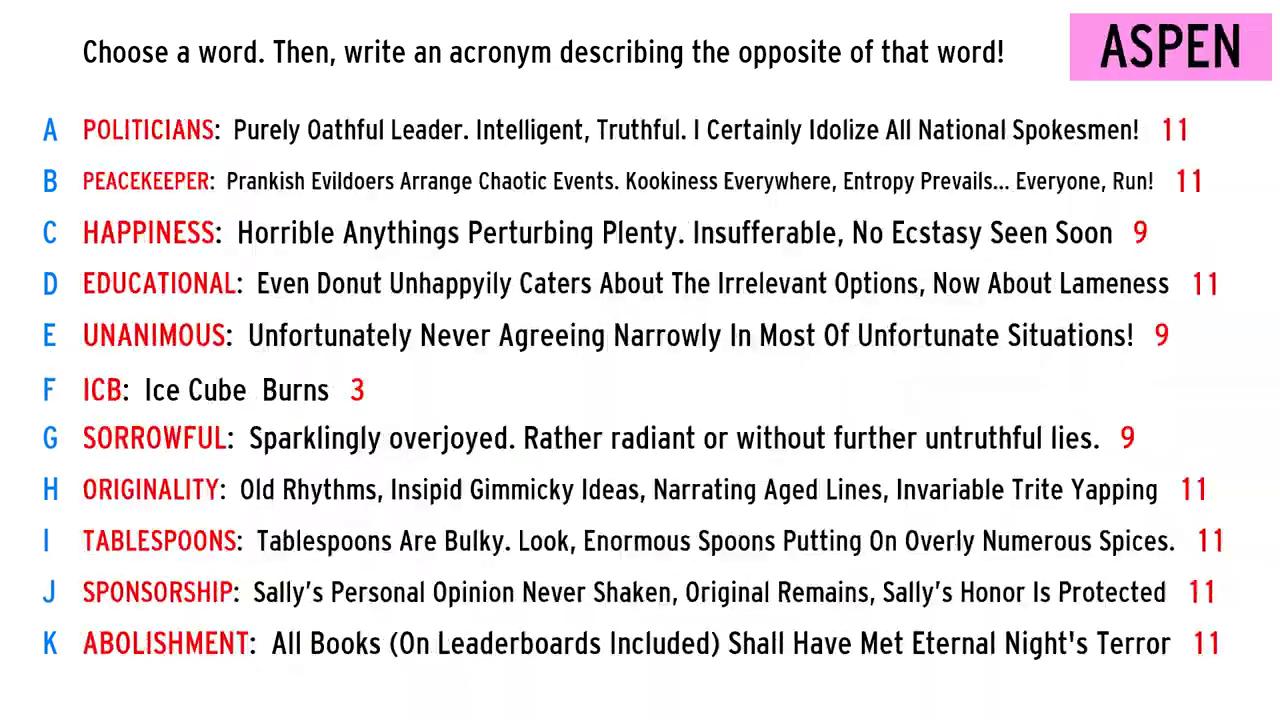 Choose a word. Then, write an acronym describing the opposite of that word!
ASPEN
A POLITICIANS: Purely Oathful Leader. Intelligent, Truthful. I Certainly Idolize All National Spokesmen! 11
B PEACEKEEPER: Prankish Evildoers Arrange Chaotic Events. Kookiness Everywhere, Entropy Prevails... Everyone, Run! 11
C HAPPINESS: Horrible Anythings Perturbing Plenty. Insufferable, No Ecstasy Seen Soon 9
D EDUCATIONAL: Even Donut Unhappyily Caters About The Irrelevant Options, Now About Lameness 11
E UNANIMOUS: Unfortunately Never Agreeing Narrowly In Most Of Unfortunate Situations! 9
F ICB: Ice Cube Burns 3
G SORROWFUL: Sparklingly overjoyed. Rather radiant or without further untruthful lies. 9
H ORIGINALITY: Old Rhythms, Insipid Gimmicky Ideas, Narrating Aged Lines, Invariable Trite Yapping 11
I TABLESPOONS: Tablespoons Are Bulky. Look, Enormous Spoons Putting On Overly Numerous Spices. 11
J SPONSORSHIP: Sally's Personal Opinion Never Shaken, Original Remains, Sally's Honor Is Protected 11
K ABOLISHMENT: All Books (On Leaderboards Included) Shall Have Met Eternal Night's Terror 11